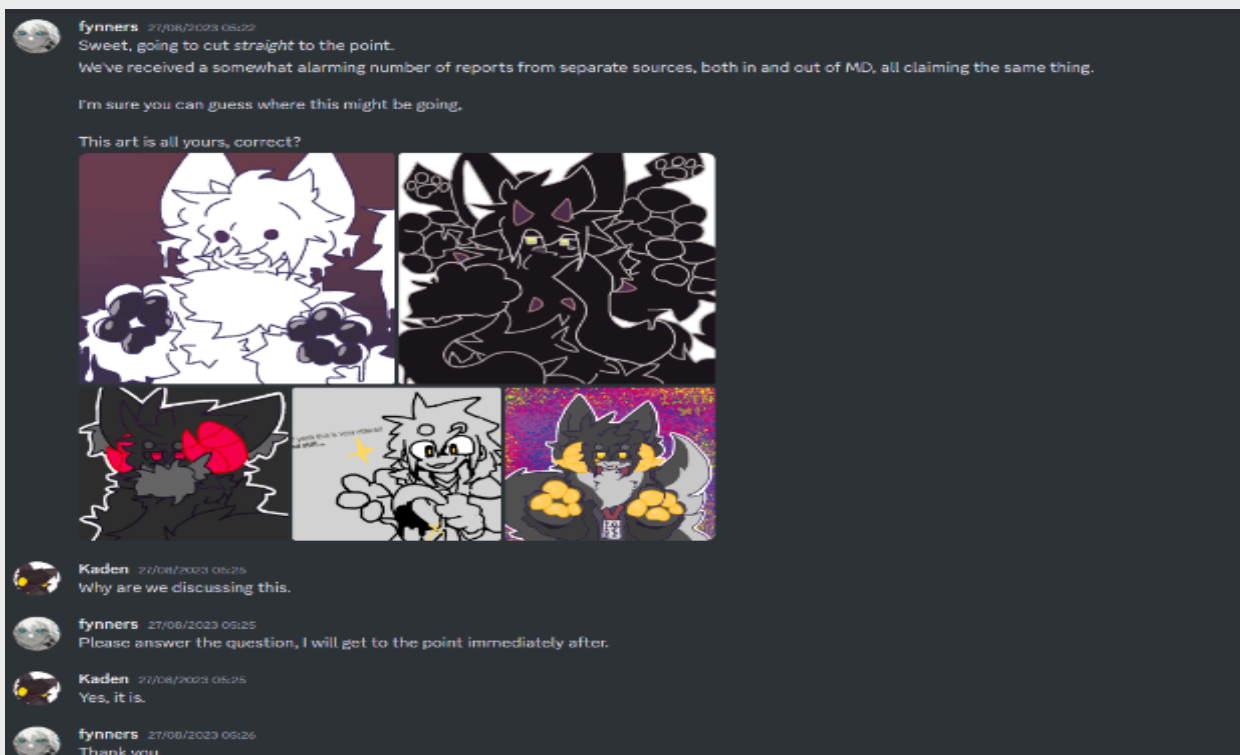 fynners 27/08/2023 05:22
Sweet, going to cut straight to the point.
We've received a somewhat alarming number of reports from separate sources, both in and out of MD, all claiming the same thing.
I'm sure you can guess where this might be going,
This art is all yours, correct?
Kaden 27/08/2023 05:25
Why are we discussing this.
fynners 27/08/2023 05:25
Please answer the question, I will get to the point immediately after.
Kaden 27/08/2023 05:25
Yes, it is.
fynners 27/08/2023 05:26
Thank you